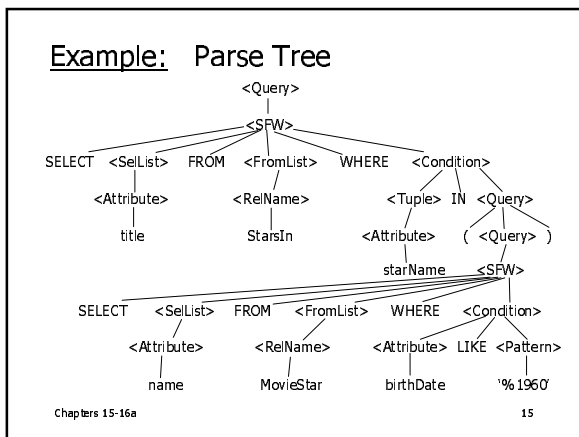 Example: Parse Tree
<Query>
<SFW>
SELECT <SelList> FROM <FromList> WHERE <Condition>
<Attribute> <RelName> <Tuple> IN <Query>
title StarsIn <Attribute> ( <Query> )
starName <SFW>
SELECT <SelList> FROM <FromList> WHERE <Condition>
<Attribute> <RelName> <Attribute> LIKE <Pattern>
name MovieStar birthDate '%1960'
Chapters 15-16a 15